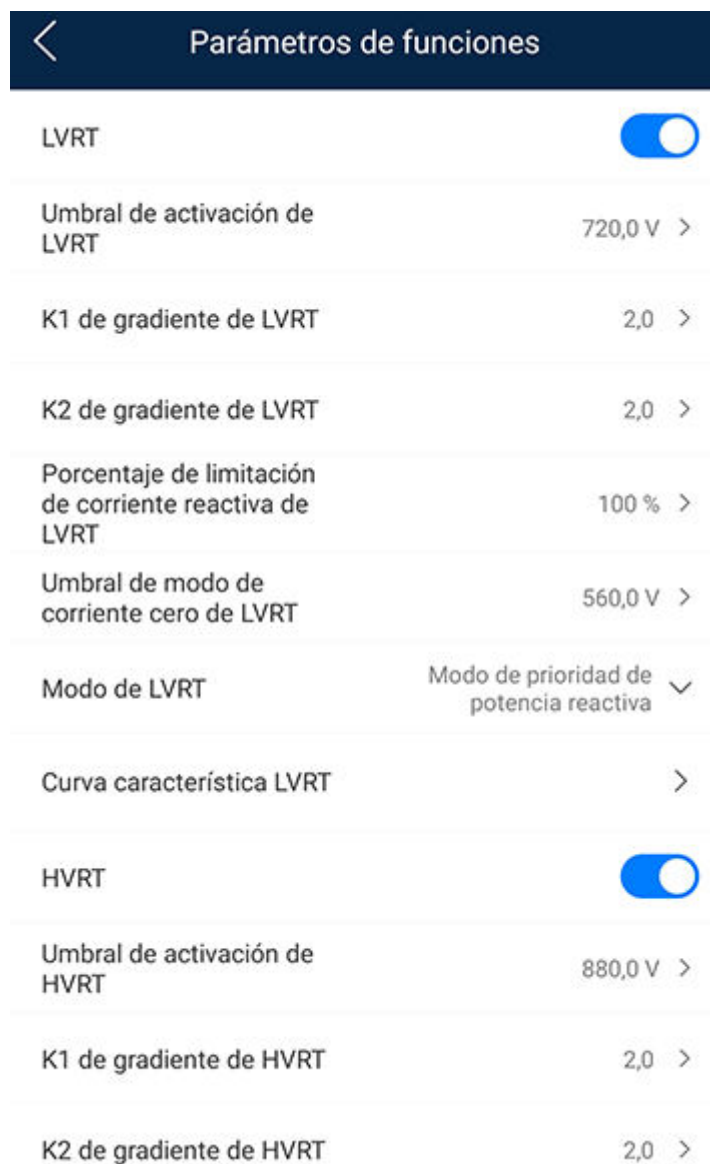 Parámetros de funciones
LVRT
Umbral de activación de
LVRT
720,0 V
K1 de gradiente de LVRT
2,0
K2 de gradiente de LVRT
2,0
Porcentaje de limitación
de corriente reactiva de
LVRT
100 %
Umbral de modo de
corriente cero de LVRT
560,0 V
Modo de LVRT
Modo de prioridad de
potencia reactiva
Curva característica LVRT
HVRT
Umbral de activación de
HVRT
880,0 V
K1 de gradiente de HVRT
2,0
K2 de gradiente de HVRT
2,0